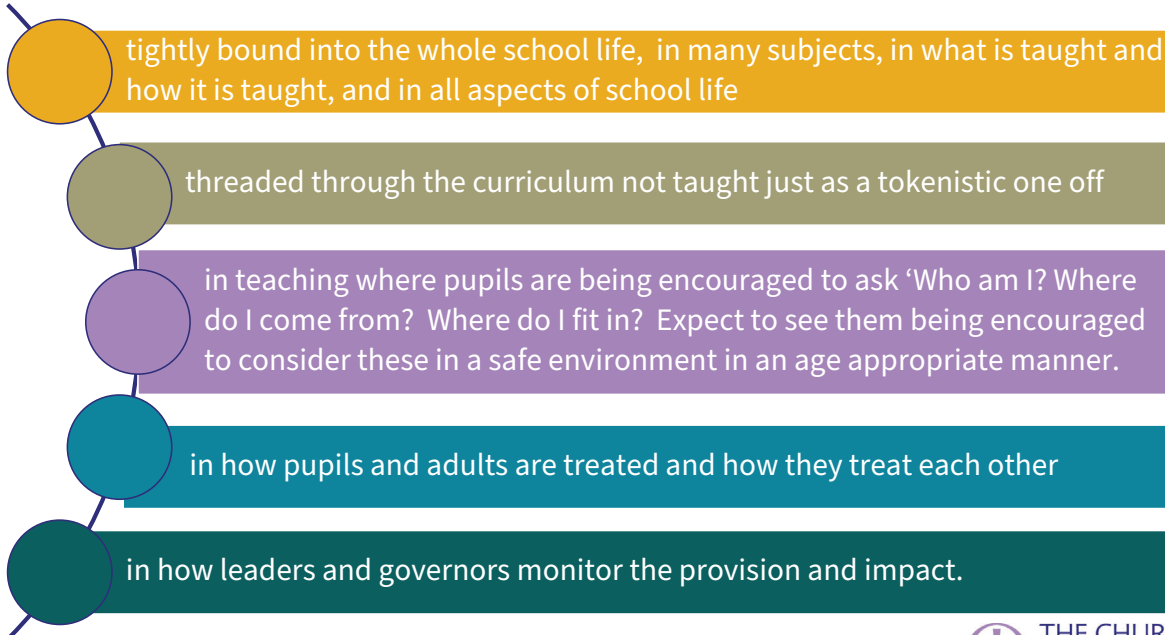 tightly bound into the whole school life, in many subjects, in what is taught and
how it is taught, and in all aspects of school life
threaded through the curriculum not taught just as a tokenistic one off
in teaching where pupils are being encouraged to ask ‘Who am I? Where
do I come from? Where do I fit in? Expect to see them being encouraged
to consider these in a safe environment in an age appropriate manner.
in how pupils and adults are treated and how they treat each other
in how leaders and governors monitor the provision and impact.
THE